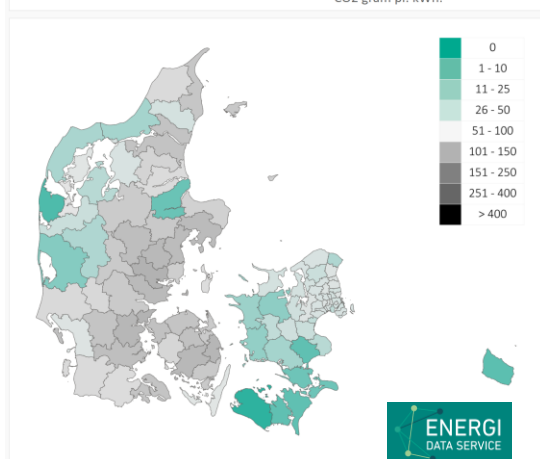 CO2 gram pr. kWh.
0
1 - 10
11 - 25
26 - 50
51 - 100
101 - 150
151 - 250
251 - 400
> 400
ENERGI
DATA SERVICE